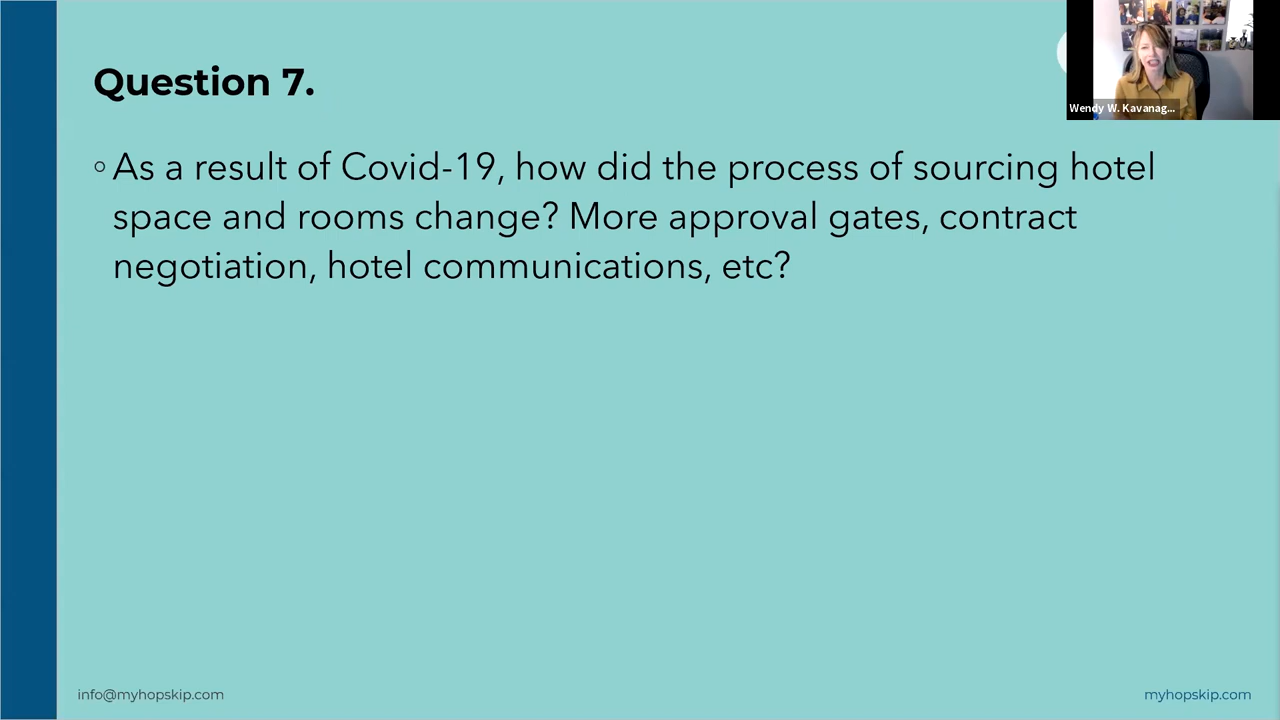 Question 7.
Wendy W. Kavanag...
◦ As a result of Covid-19, how did the process of sourcing hotel
space and rooms change? More approval gates, contract
negotiation, hotel communications, etc?
info@myhopskip.com
myhopskip.com